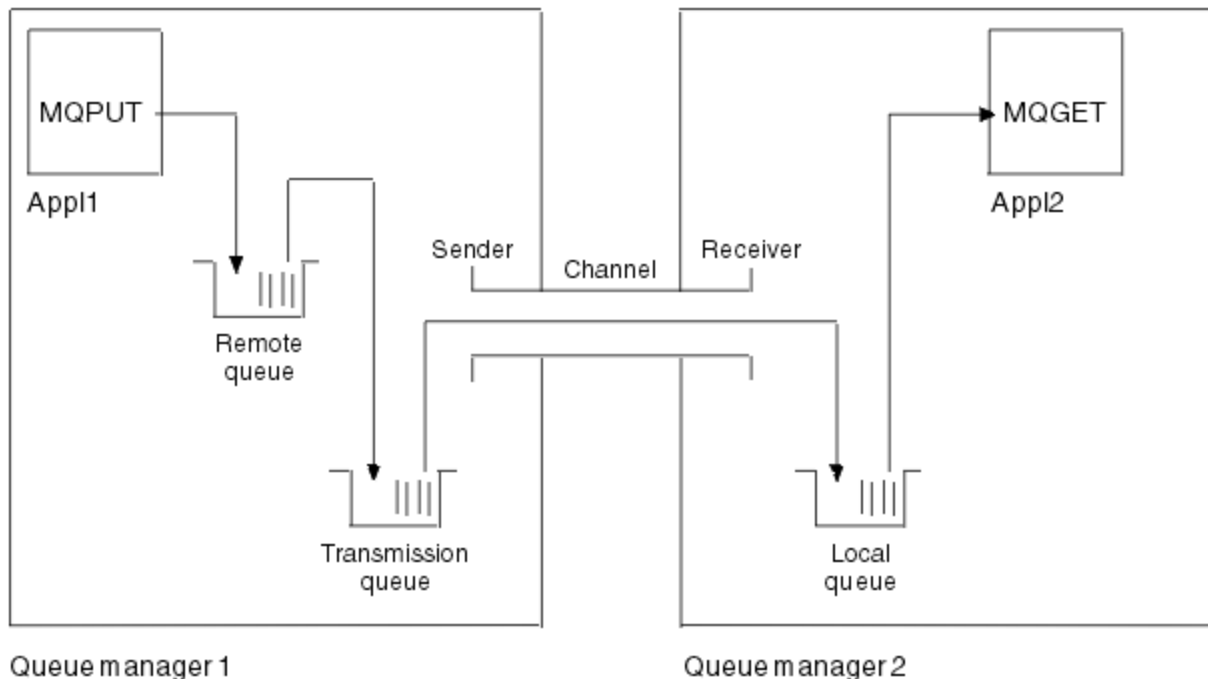 MQPUT
Appl1
MQGET
Appl2
Sender
Channel
Receiver
Remote
queue
Transmission
queue
Local
queue
Queue manager 1
Queue manager 2